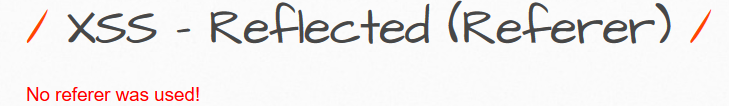 / XSS - Reflected (Referer) /
No referer was used!